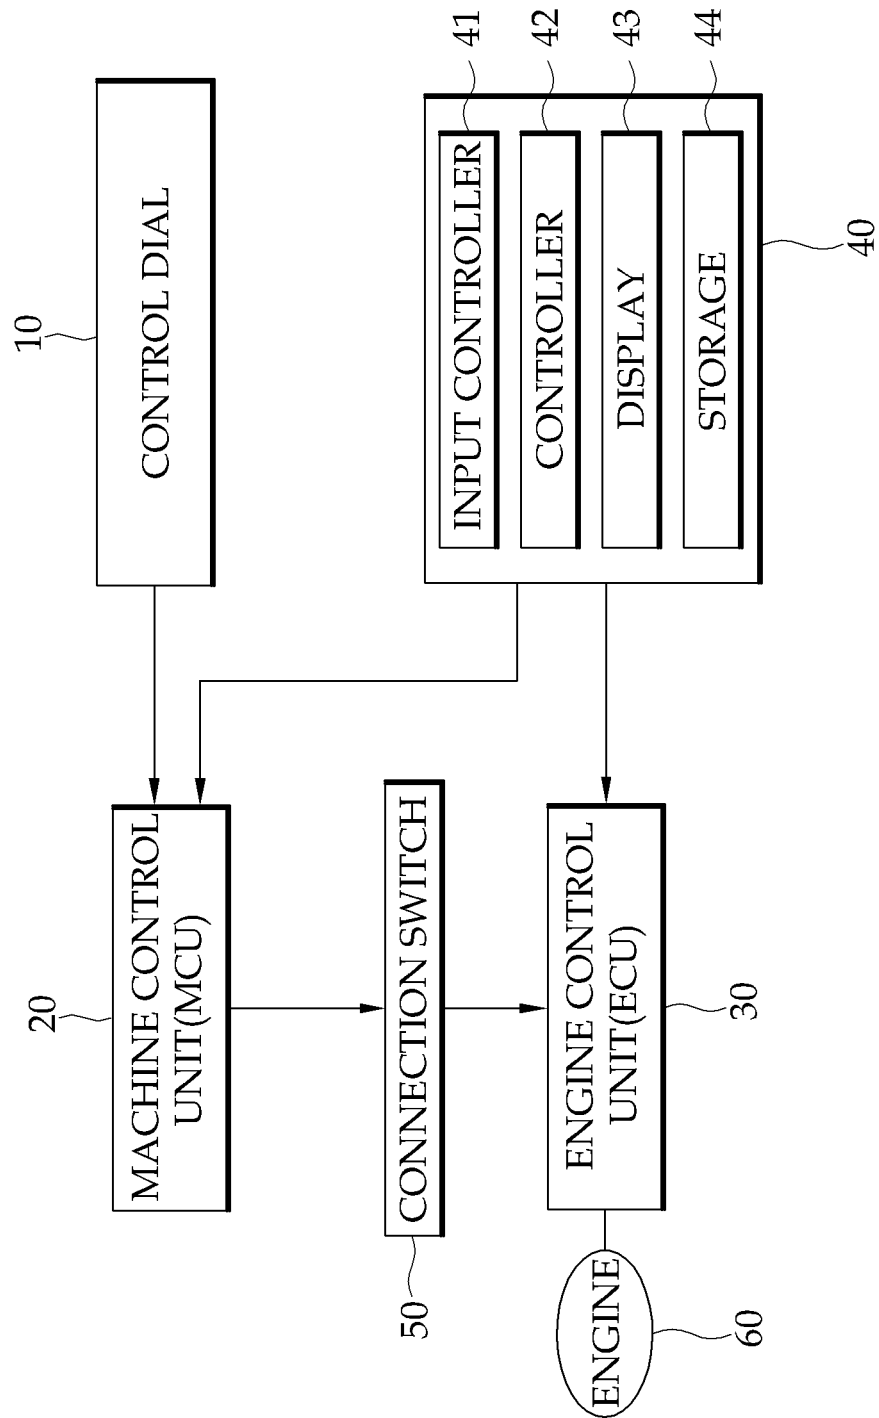 10
CONTROL DIAL
20
MACHINE CONTROL
UNIT(MCU)
50
CONNECTION SWITCH
INPUT CONTROLLER
41
CONTROLLER
42
DISPLAY
43
STORAGE
44
40
ENGINE CONTROL
UNIT(ECU)
30
ENGINE
60